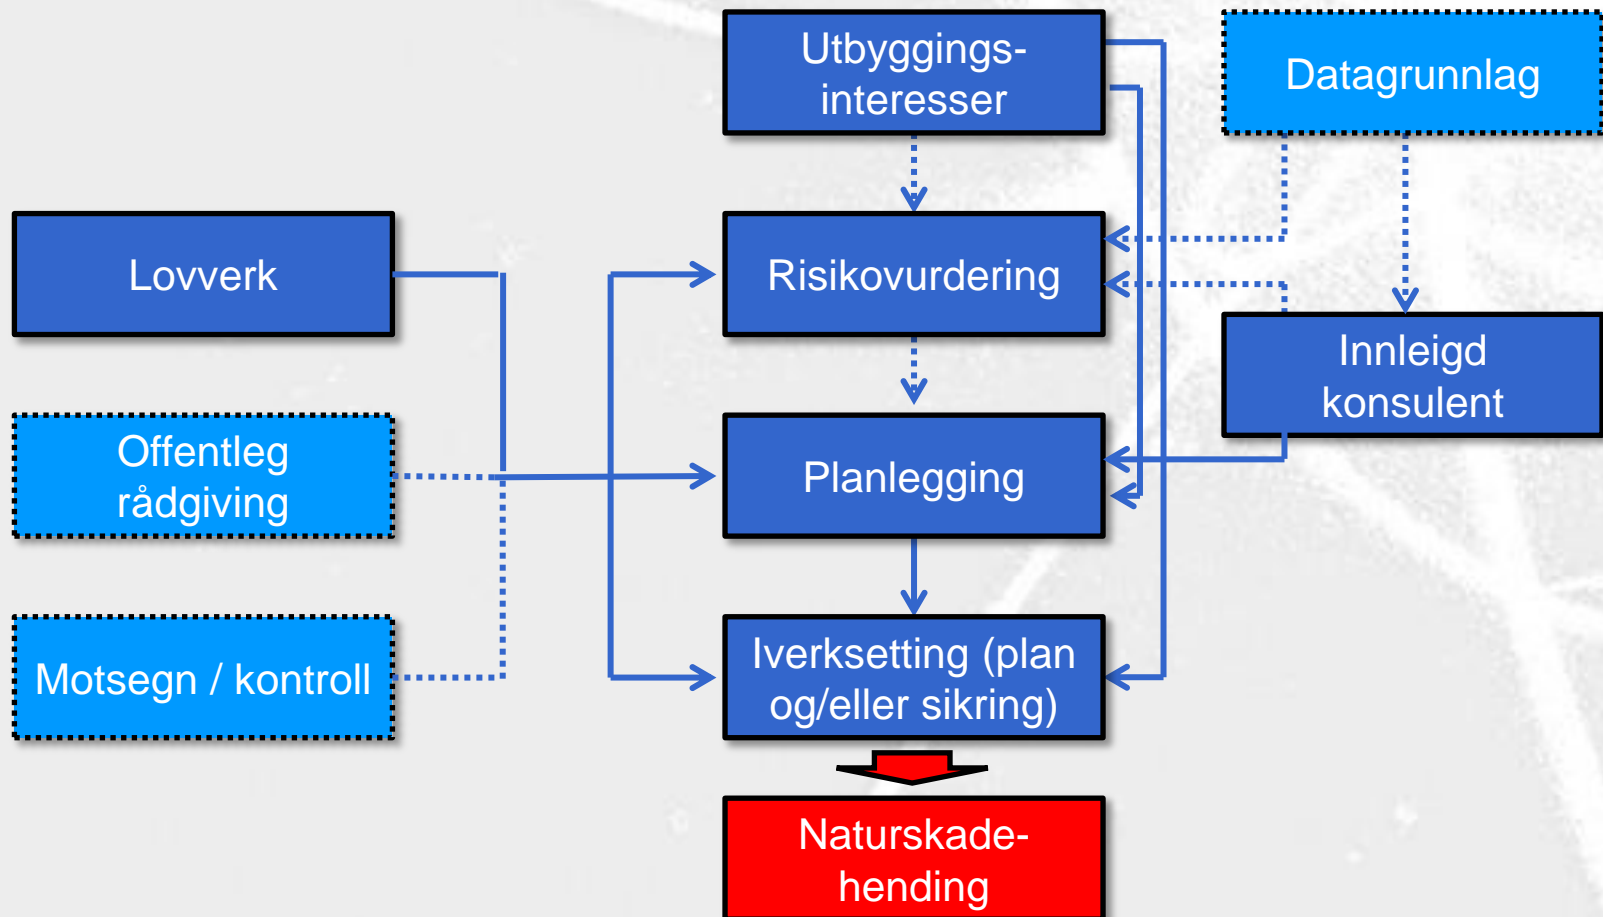 Utbyggings-
interesser
Datagrunnlag
Lovverk
Risikovurdering
Innleigd
konsulent
Offentleg
rådgiving
Planlegging
Motsegn / kontroll
Iverksetting (plan
og/eller sikring)
Naturskade-
hending